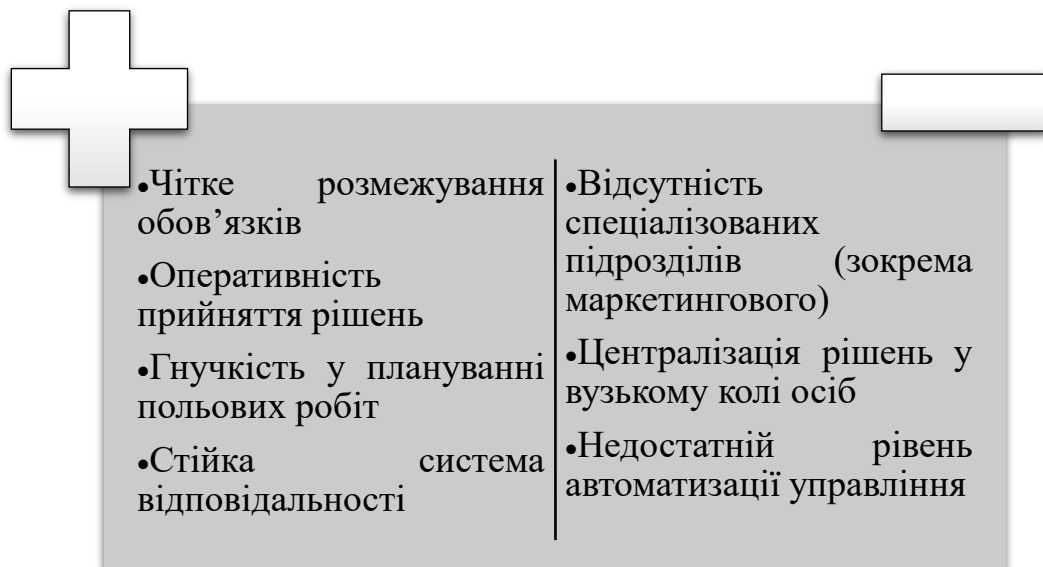 •Чітке розмежування
обов’язків
•Оперативність
прийняття рішень
•Гнучкість у плануванні
польових робіт
•Стійка система
відповідальності
•Відсутність
спеціалізованих
підрозділів (зокрема
маркетингового)
•Централізація рішень у
вузькому колі осіб
•Недостатній рівень
автоматизації управління